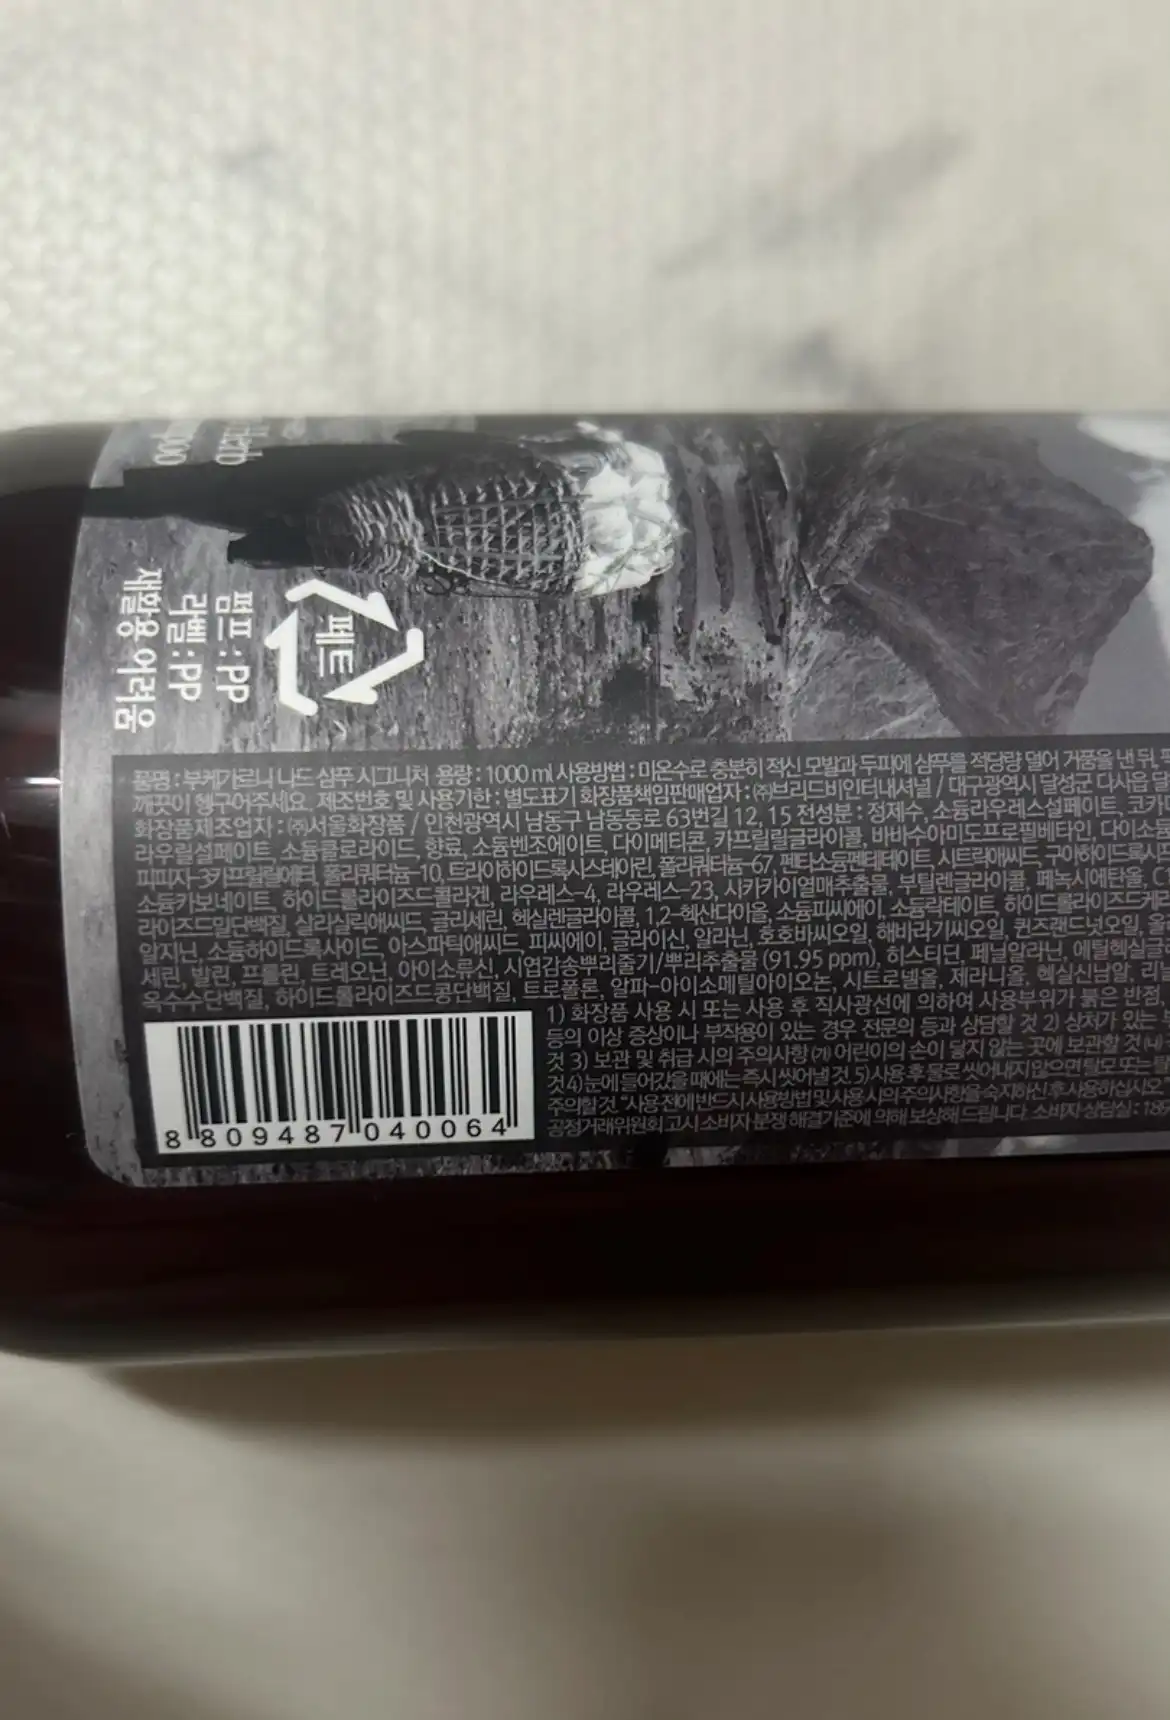 펌프 : PP
라벨 : PP
재활용 어려움
페트
품명 : 부케가르니 나드 샴푸 시그니처 용량 : 1000 ml 사용방법 : 미온수로 충분히 적신 모발과 두피에 샴푸를 적당량 덜어 거품을 낸 뒤,
깨끗이 헹구어주세요. 제조번호 및 사용기한 : 별도표기 화장품책임판매업자 : ㈜브리드비인터내셔널 / 대구광역시 달성군 다사읍
화장품제조업자 : ㈜서울화장품 / 인천광역시 남동구 남동동로 63번길 12, 15 전성분 : 정제수, 소듐라우레스설페이트,
라우릴설페이트, 소듐클로라이드, 향료, 소듐벤조에이트, 다이메티콘, 카프릴릴글라이콜, 바바수아미도프로필베타인,
피피지-3카프릴릴에터, 폴리쿼터늄-10, 트라이하이드록시스테아린, 폴리쿼터늄-67, 펜타소듐펜테테이트, 시트릭애씨드,
소듐카보네이트, 하이드롤라이즈드콜라겐, 라우레스-4, 라우레스-23, 사카카이열매추출물, 부틸렌글라이콜, 페녹시에탄올,
라이즈드밀단백질, 살리실릭애씨드, 글리세린, 헥실렌글라이콜, 1,2-헥산다이올, 소듐피씨에이, 소듐락테이트,
알지닌, 소듐하이드록사이드, 아스파틱애씨드, 피씨에이, 글라이신, 알라닌, 호호바씨오일, 해바라기씨오일, 퀸즈랜드넛오일,
세린, 발린, 프롤린, 트레오닌, 아이소류신, 시엽감송뿌리줄기/뿌리추출물 (91.95 ppm), 히스티딘, 페닐알라닌,
옥수수단백질, 하이드롤라이즈드콩단백질, 트로폴론, 알파-아이소메틸아이오논, 시트로넬올, 제라니올, 헥실신남알,
1) 화장품 사용 시 또는 사용 후 직사광선에 의하여 사용부위가 붉은 반점,
등의 이상 증상이나 부작용이 있는 경우 전문의 등과 상담할 것 2) 상처가 있는
것 3) 보관 및 취급 시의 주의사항 (가) 어린이의 손이 닿지 않는 곳에 보관할 것 (나)
것 4) 눈에 들어갔을 때에는 즉시 씻어낼 것. 5) 사용 후 물로 씻어내지 않으면 탈모 또는
주의할 것. "사용 전에 반드시 사용방법 및 사용 시의 주의사항을 숙지하신 후 사용하십시오."
공정거래위원회 고시 소비자 분쟁 해결기준에 의해 보상해 드립니다. 소비자 상담실 :
8 809487 040064